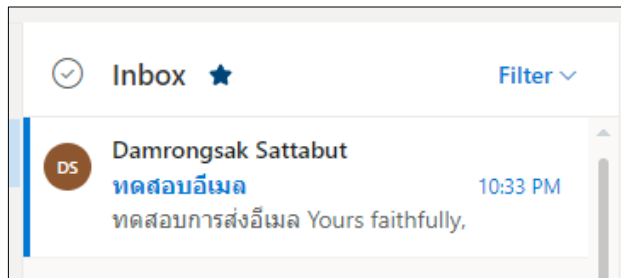 Inbox
Filter
DS
Damrongsak Sattabut
ทดสอบอีเมล 10:33 PM
ทดสอบการส่งอีเมล Yours faithfully,